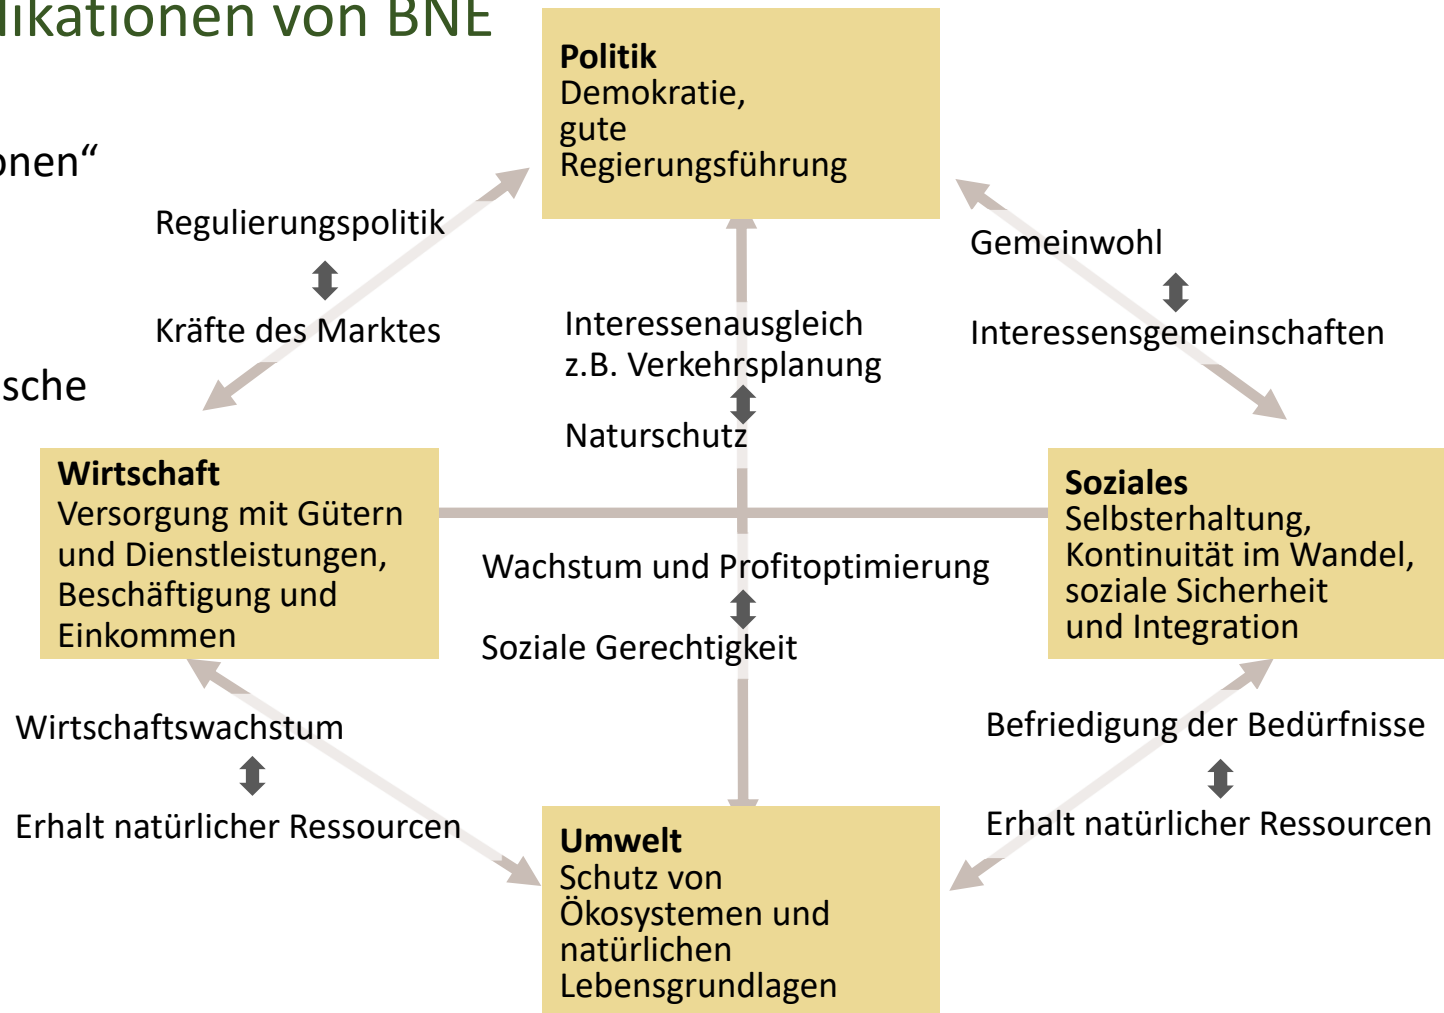 likationen von BNE
onen“
sche
Politik
Demokratie,
gute
Regierungsführung
Regulierungspolitik
Kräfte des Marktes
Gemeinwohl
Interessensgemeinschaften
Interessenausgleich
z.B. Verkehrsplanung
Naturschutz
Wirtschaft
Versorgung mit Gütern
und Dienstleistungen,
Beschäftigung und
Einkommen
Soziales
Selbsterhaltung,
Kontinuität im Wandel,
soziale Sicherheit
und Integration
Wachstum und Profitoptimierung
Soziale Gerechtigkeit
Wirtschaftswachstum
Erhalt natürlicher Ressourcen
Befriedigung der Bedürfnisse
Erhalt natürlicher Ressourcen
Umwelt
Schutz von
Ökosystemen und
natürlichen
Lebensgrundlagen